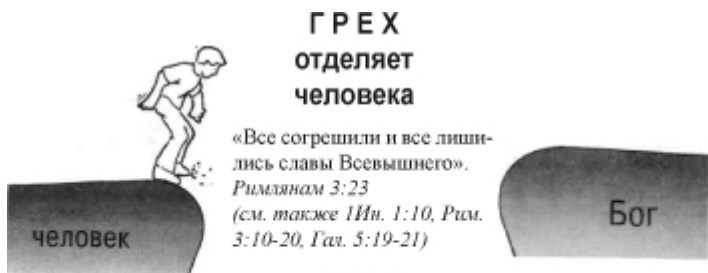 ГРЕХ
отделяет
человека
«Все согрешили и все лиши-
лись славы Всевышнего».
Римлянам 3:23
(см. также 1Ин. 1:10, Рим.
3:10-20, Гал. 5:19-21)
человек
Бог